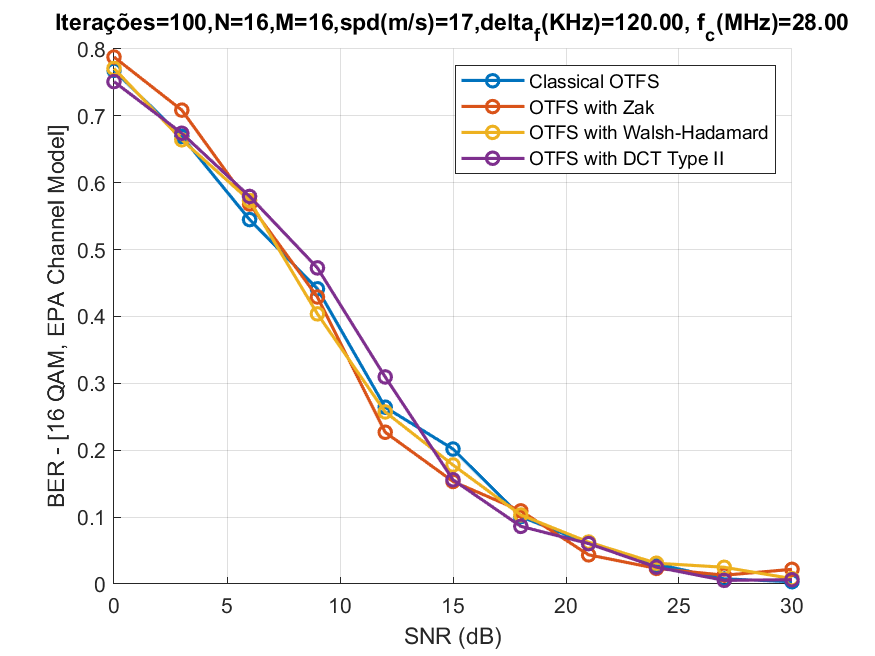 Iterações=100,N=16,M=16,spd(m/s)=17,delta_f(KHz)=120.00, f_c(MHz)=28.00
0.8
0.7
0.6
0.5
0.4
0.3
0.2
0.1
0
BER - [16 QAM, EPA Channel Model]
Classical OTFS
OTFS with Zak
OTFS with Walsh-Hadamard
OTFS with DCT Type II
0 5 10 15 20 25 30
SNR (dB)